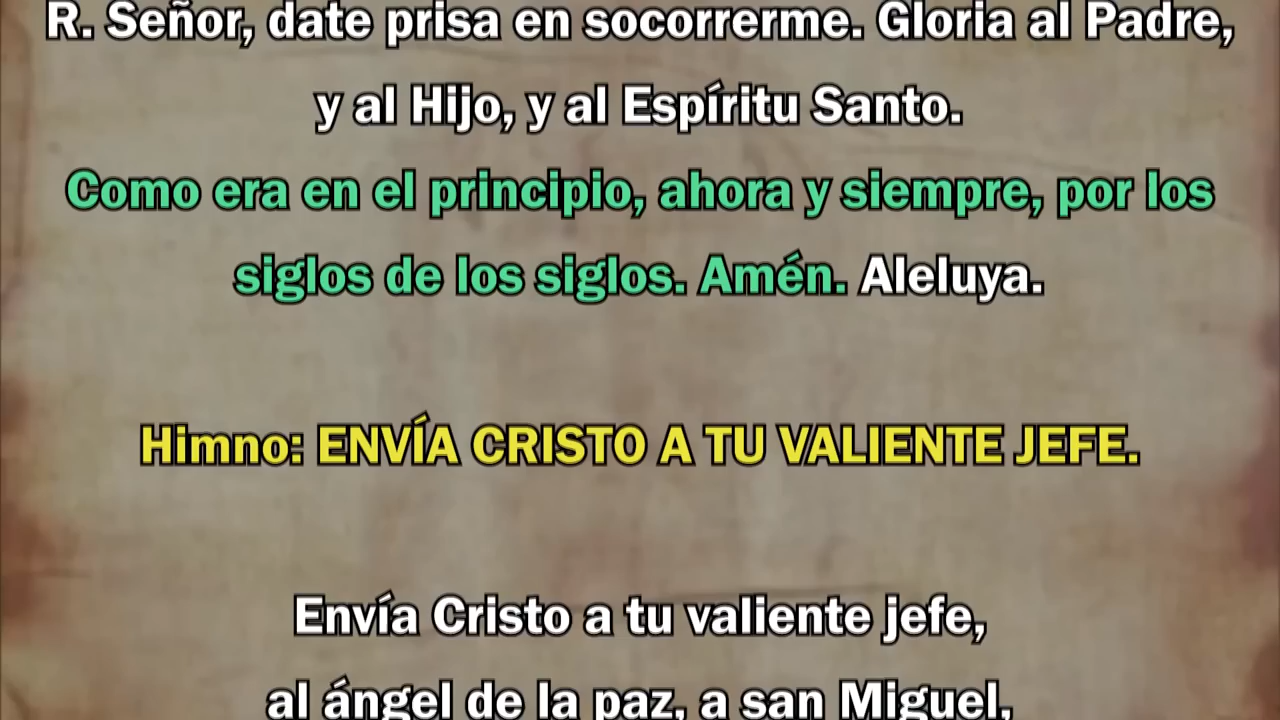 R. Señor, date prisa en socorrerme. Gloria al Padre,
y al Hijo, y al Espíritu Santo.
Como era en el principio, ahora y siempre, por los
siglos de los siglos. Amén. Aleluya.
Himno: ENVÍA CRISTO A TU VALIENTE JEFE.
Envía Cristo a tu valiente jefe,
al ángel de la paz, a san Miguel,